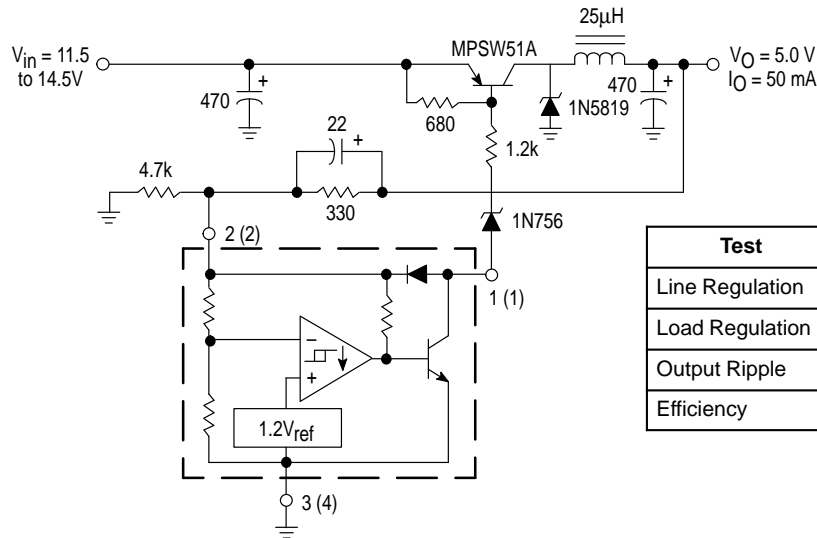 25µH
MPSW51A
Vin = 11.5
to 14.5V
VO = 5.0 V
IO = 50 mA
470
470
1N5819
680
22
1.2k
4.7k
330
1N756
2 (2)
1 (1)
Test
Line Regulation
Load Regulation
Output Ripple
Efficiency
1.2Vref
3 (4)